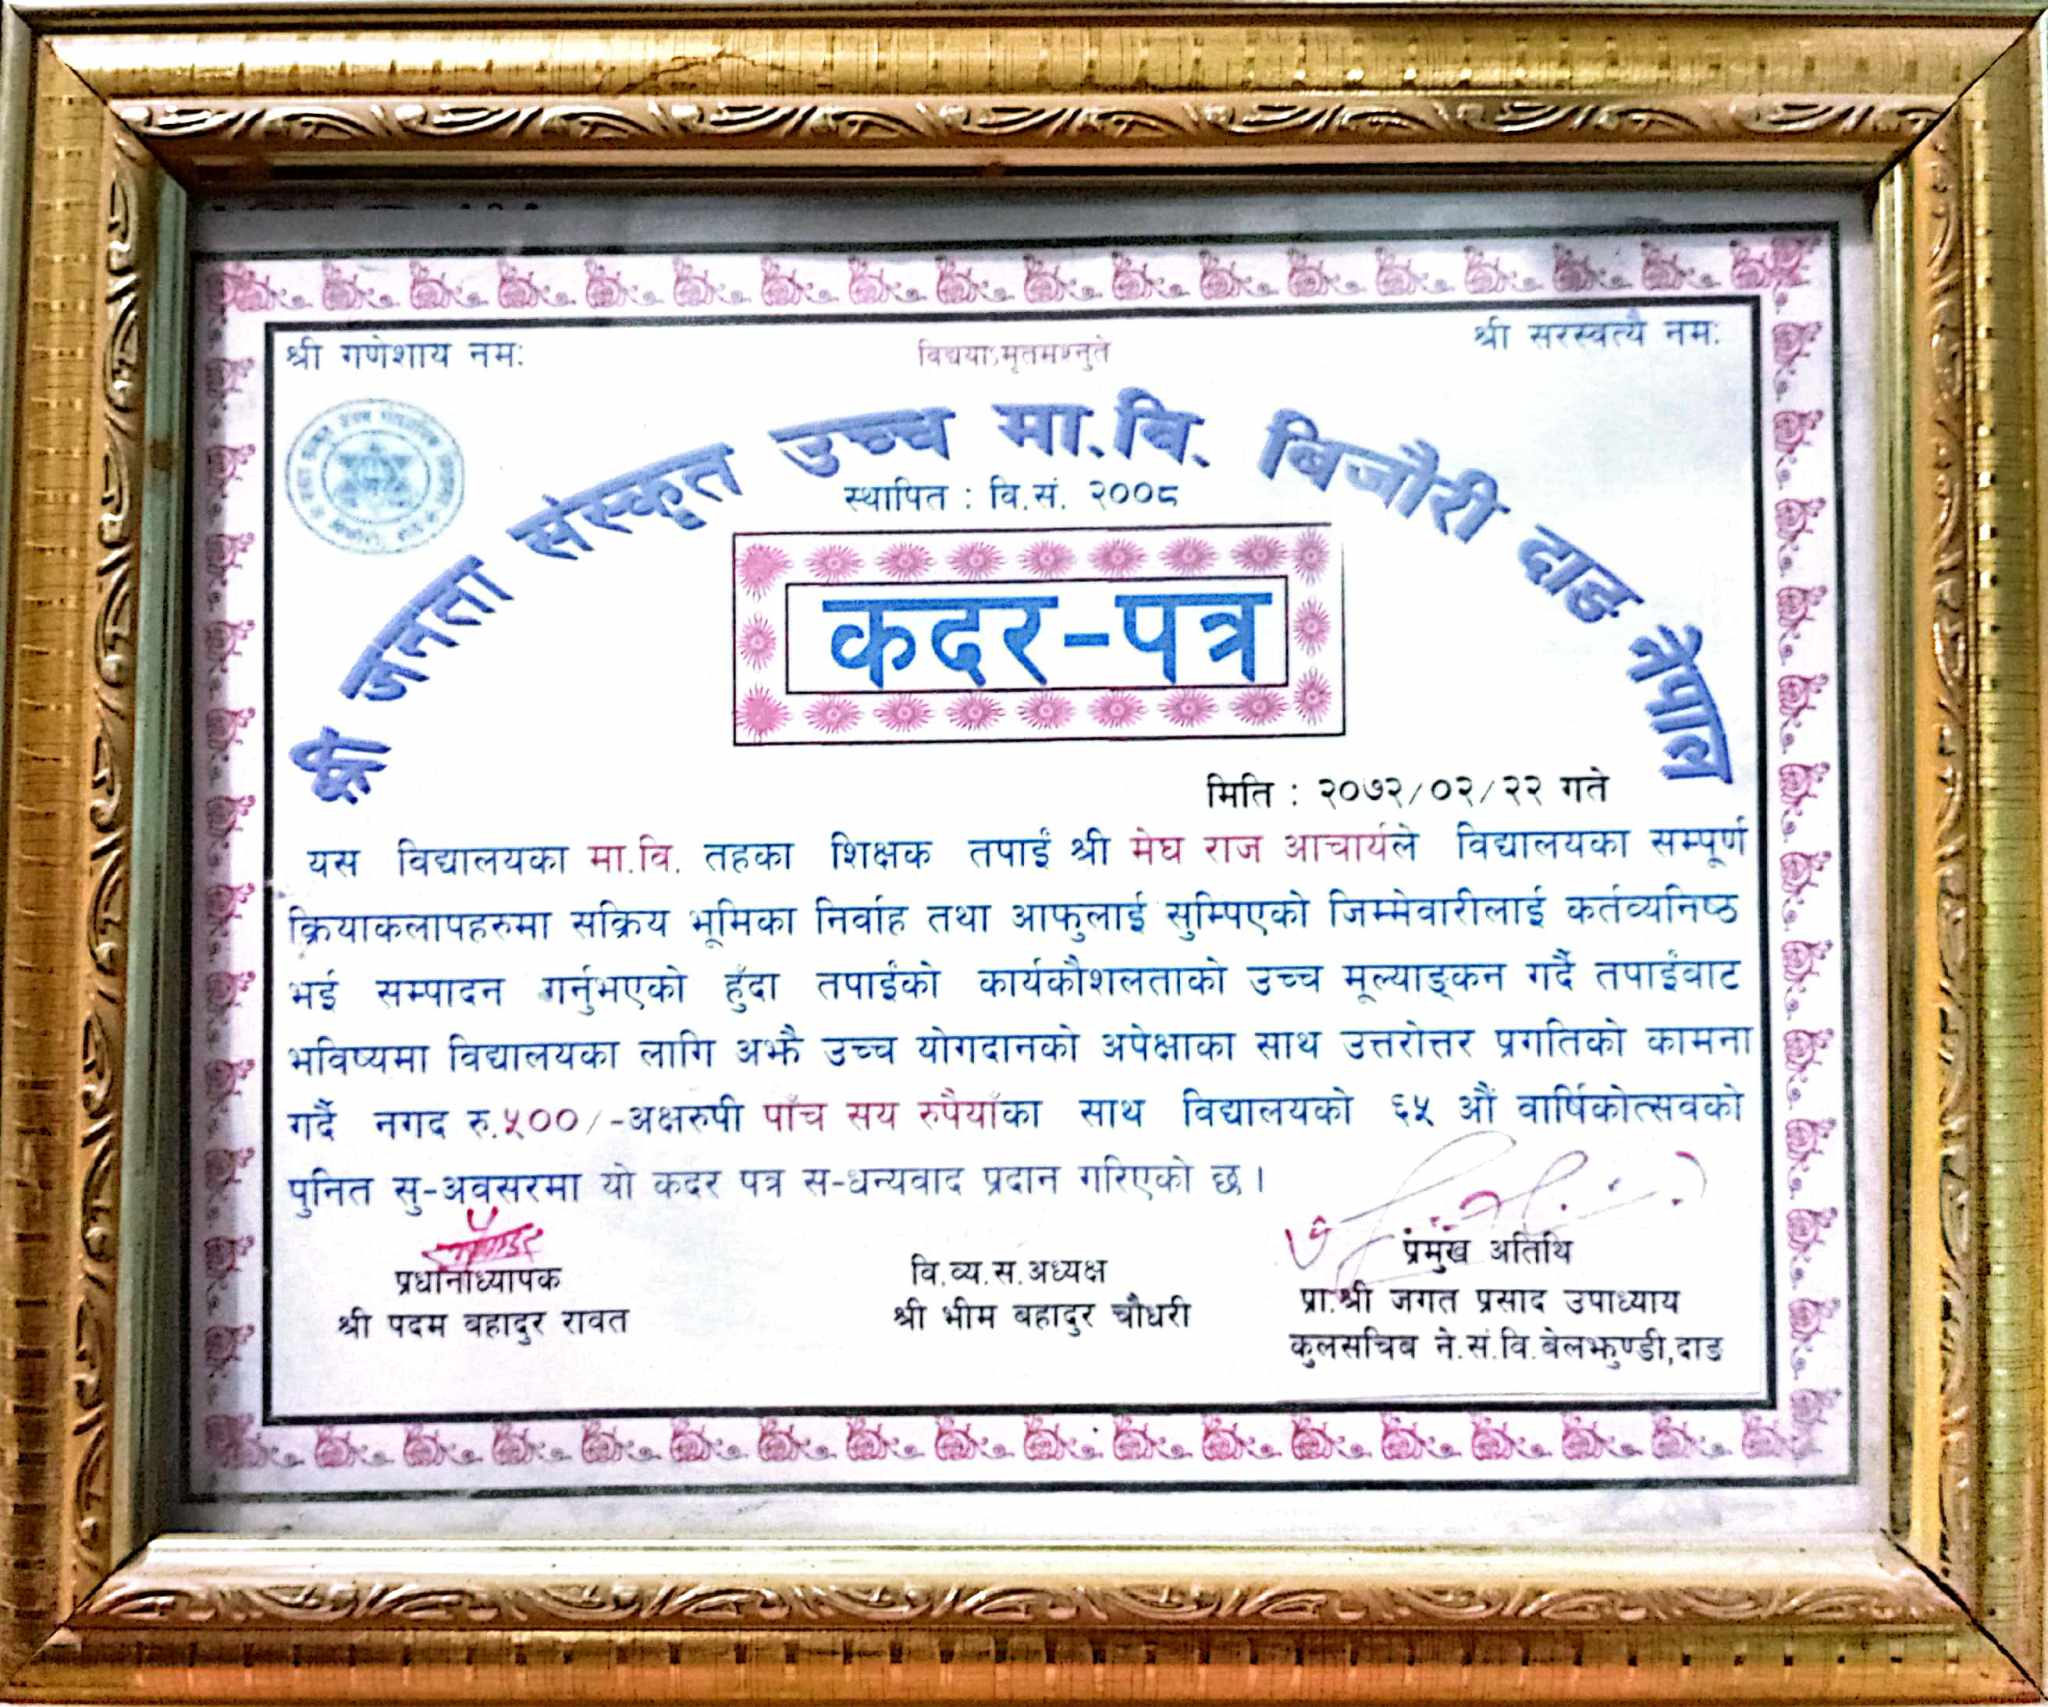 श्री गणेशाय नमः
विद्ययाऽमृतमश्नुते
श्री सरस्वत्यै नमः
श्री जनता संस्कृत उच्च मा.वि. बिजौरी दाङ नेपाल
स्थापित : वि.सं. २००८
कदर-पत्र
मिति : २०७२/०२/२२ गते
यस विद्यालयका मा.वि. तहका शिक्षक तपाईं श्री मेघ राज आचार्यले विद्यालयका सम्पूर्ण
क्रियाकलापहरुमा सक्रिय भूमिका निर्वाह तथा आफुलाई सुम्पिएको जिम्मेवारीलाई कर्तव्यनिष्ठ
भई सम्पादन गर्नुभएको हुँदा तपाईंको कार्यकौशलताको उच्च मूल्याङ्कन गर्दै तपाईंवाट
भविष्यमा विद्यालयका लागि अझै उच्च योगदानको अपेक्षाका साथ उत्तरोत्तर प्रगतिको कामना
गर्दै नगद रु.५००/-अक्षरुपी पाँच सय रुपैयाँका साथ विद्यालयको ६५ औं वार्षिकोत्सवको
पुनित सु-अवसरमा यो कदर पत्र स-धन्यवाद प्रदान गरिएको छ।
प्रधानाध्यापक
श्री पदम बहादुर रावत
वि.व्य.स.अध्यक्ष
श्री भीम बहादुर चौधरी
प्रमुख अतिथि
प्रा.श्री जगत प्रसाद उपाध्याय
कुलसचिब ने.सं.वि.बेलझुण्डी,दाङ